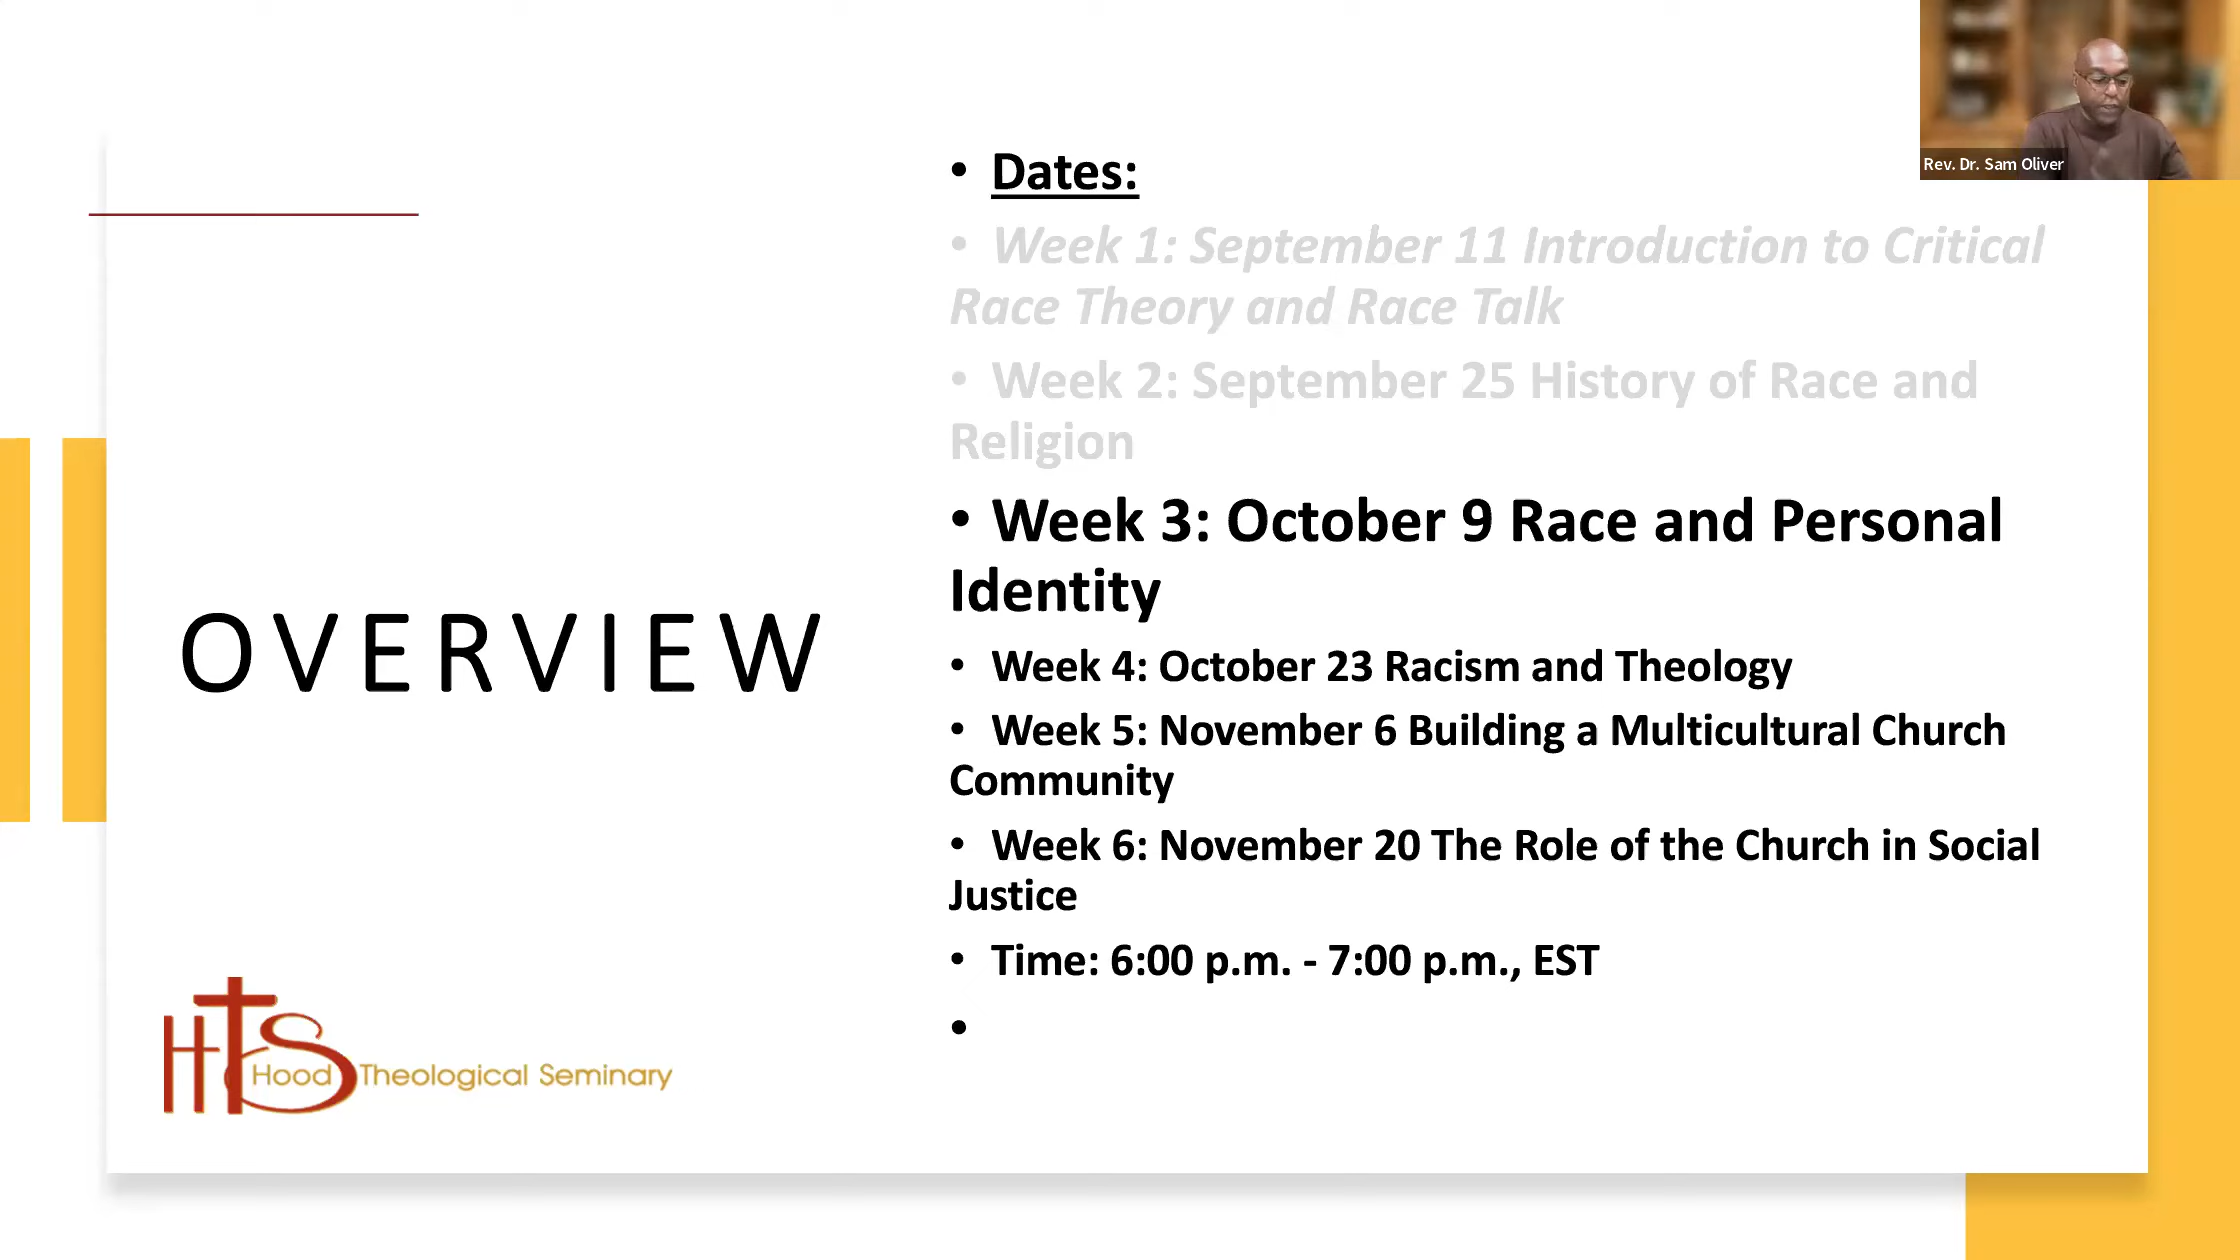 Rev. Dr. Sam Oliver
OVERVIEW
• Dates:
• Week 1: September 11 Introduction to Critical
Race Theory and Race Talk
• Week 2: September 25 History of Race and
Religion
• Week 3: October 9 Race and Personal
Identity
• Week 4: October 23 Racism and Theology
• Week 5: November 6 Building a Multicultural Church
Community
• Week 6: November 20 The Role of the Church in Social
Justice
• Time: 6:00 p.m. - 7:00 p.m., EST
•
HTS
Hood Theological Seminary